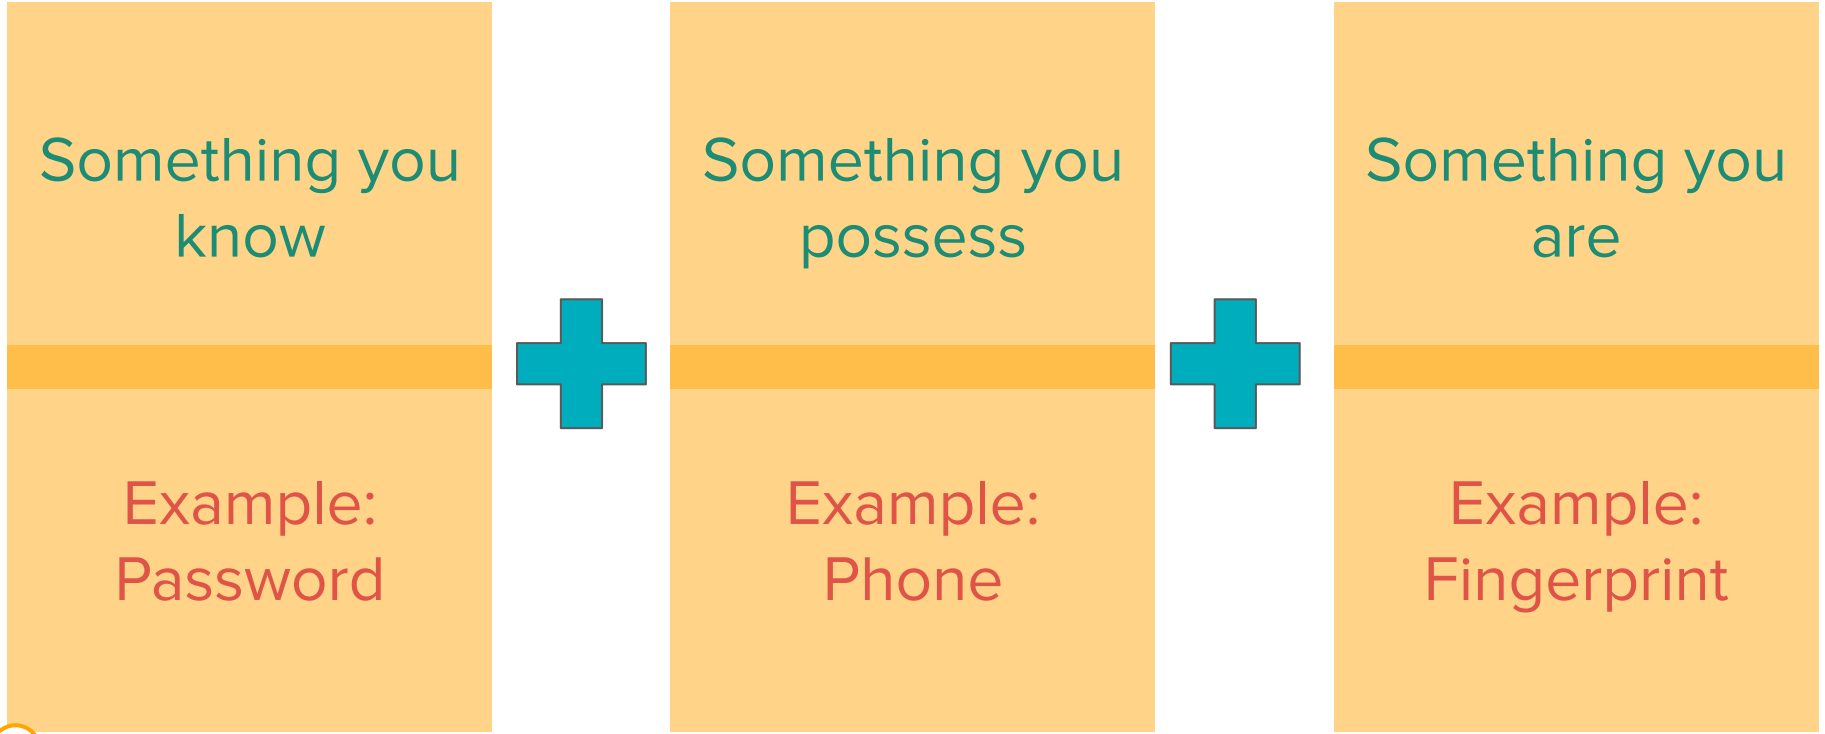 Something you
know
Example:
Password
Something you
possess
Example:
Phone
Something you
are
Example:
Fingerprint